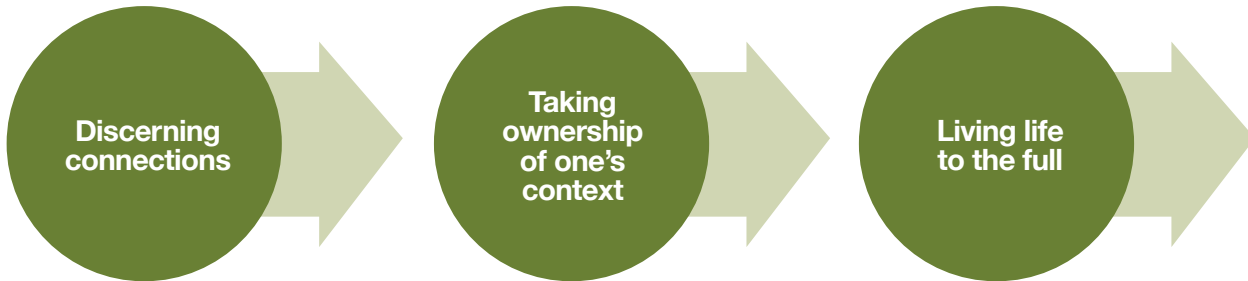 Discerning
connections
Taking
ownership
of one’s
context
Living life
to the full